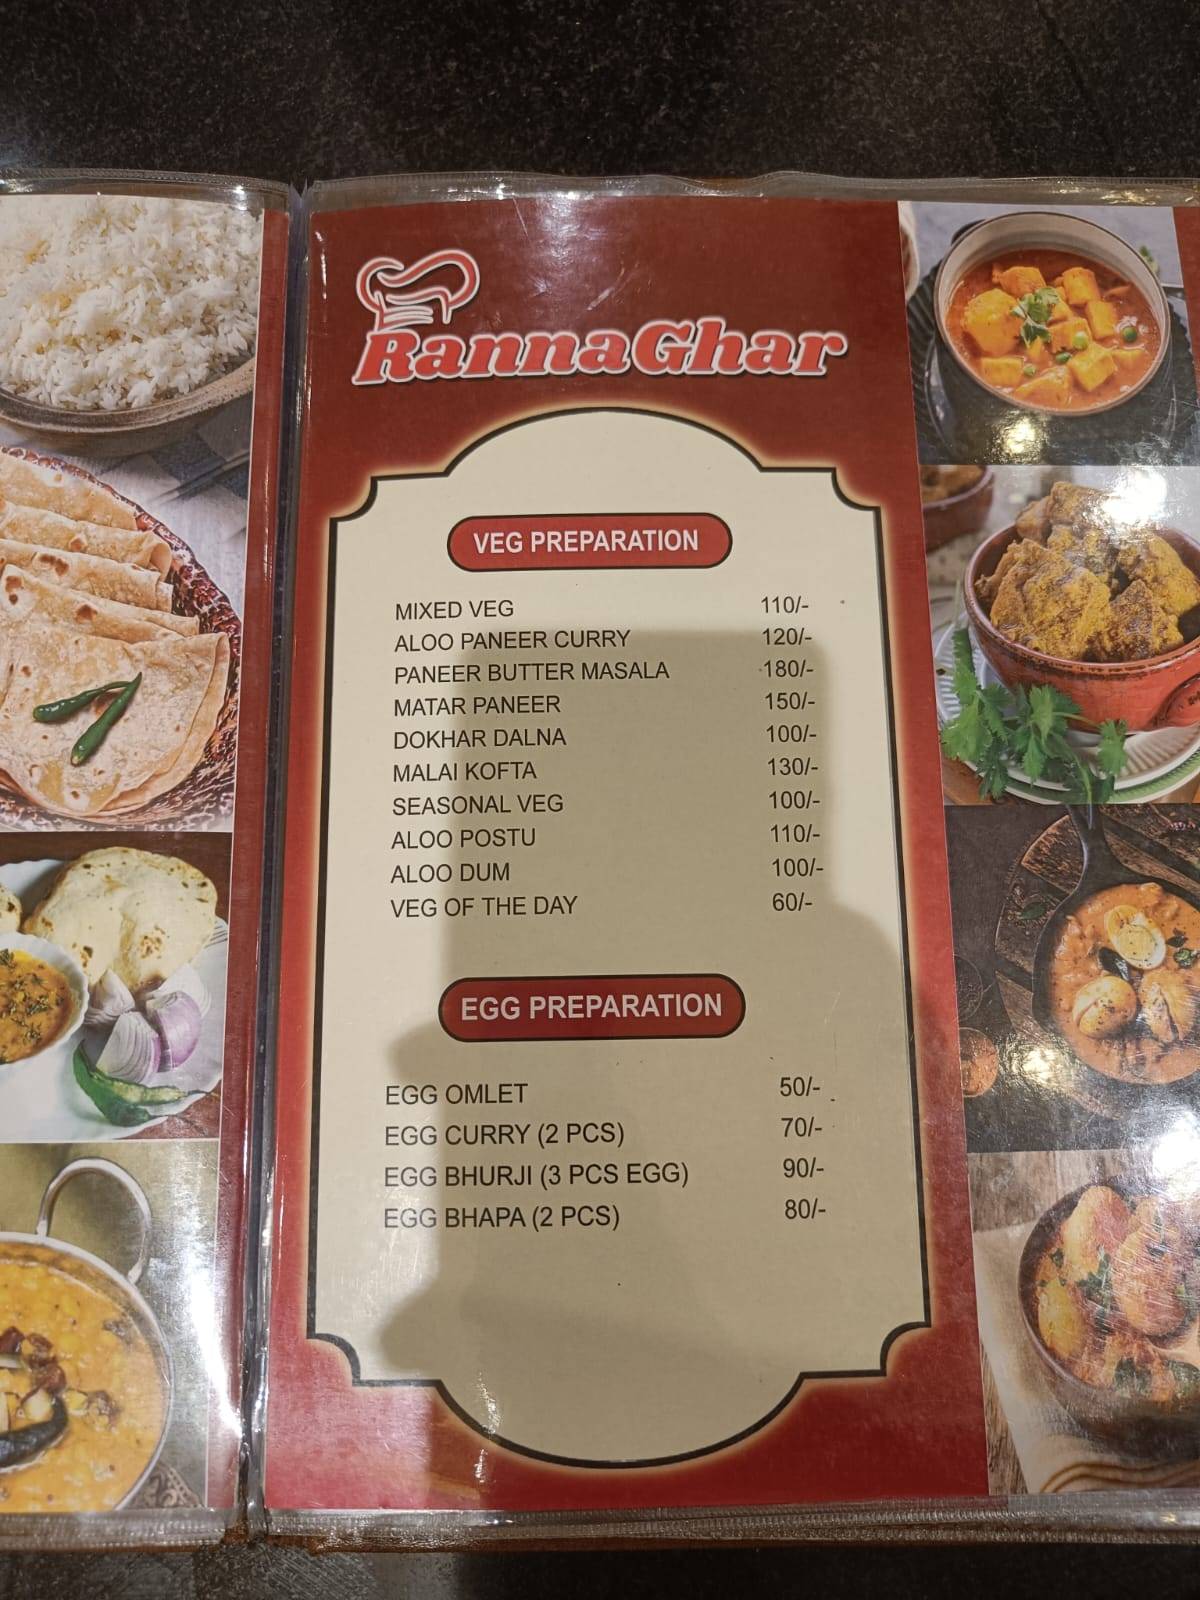 RannaGhar
VEG PREPARATION
MIXED VEG 110/-
ALOO PANEER CURRY 120/-
PANEER BUTTER MASALA 180/-
MATAR PANEER 150/-
DOKHAR DALNA 100/-
MALAI KOFTA 130/-
SEASONAL VEG 100/-
ALOO POSTU 110/-
ALOO DUM 100/-
VEG OF THE DAY 60/-
EGG PREPARATION
EGG OMLET 50/-
EGG CURRY (2 PCS) 70/-
EGG BHURJI (3 PCS EGG) 90/-
EGG BHAPA (2 PCS) 80/-